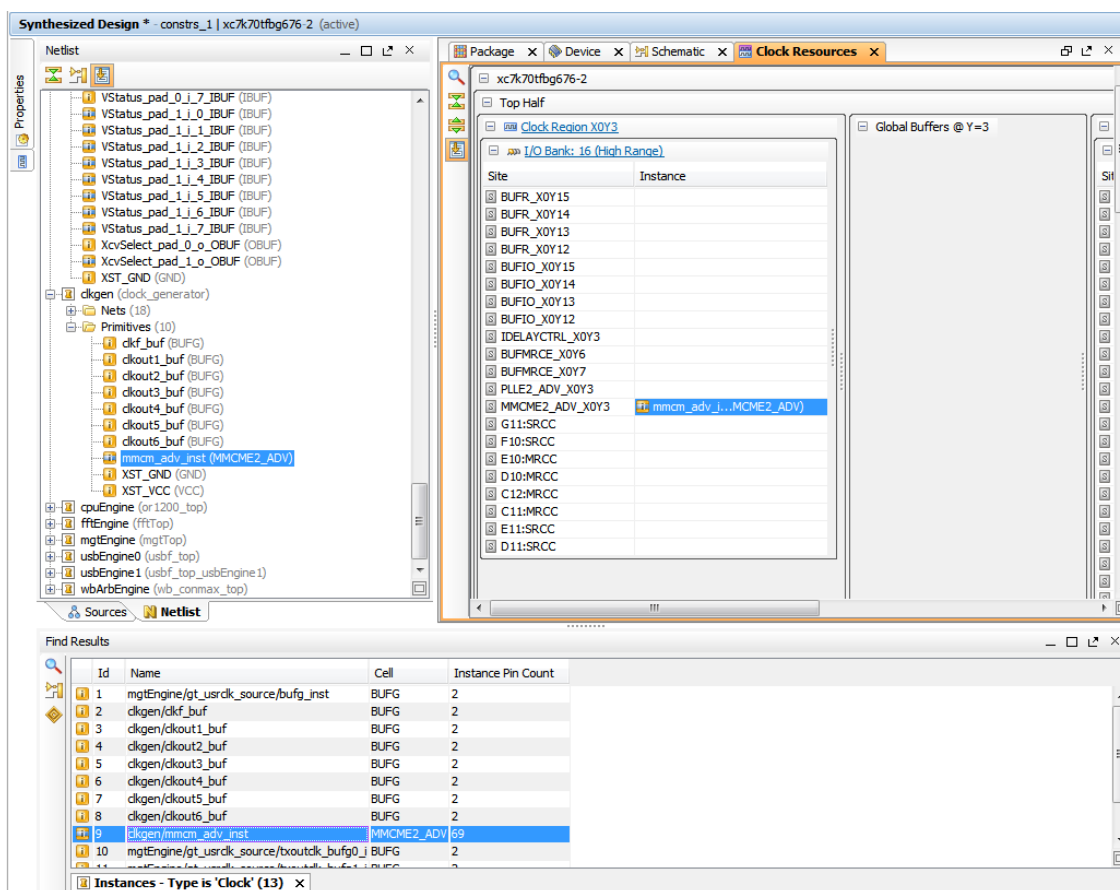 Synthesized Design * - constrs_1 | xc7k70tfbg676-2 (active)
Properties
Netlist
VStatus_pad_0_i_7_IBUF (IBUF)
VStatus_pad_1_i_0_IBUF (IBUF)
VStatus_pad_1_i_1_IBUF (IBUF)
VStatus_pad_1_i_2_IBUF (IBUF)
VStatus_pad_1_i_3_IBUF (IBUF)
VStatus_pad_1_i_4_IBUF (IBUF)
VStatus_pad_1_i_5_IBUF (IBUF)
VStatus_pad_1_i_6_IBUF (IBUF)
VStatus_pad_1_i_7_IBUF (IBUF)
XcvSelect_pad_0_o_OBUF (OBUF)
XcvSelect_pad_1_o_OBUF (OBUF)
XST_GND (GND)
clkgen (clock_generator)
Nets (18)
Primitives (10)
clkf_buf (BUFG)
clkout1_buf (BUFG)
clkout2_buf (BUFG)
clkout3_buf (BUFG)
clkout4_buf (BUFG)
clkout5_buf (BUFG)
clkout6_buf (BUFG)
mmcm_adv_inst (MMCME2_ADV)
XST_GND (GND)
XST_VCC (VCC)
cpuEngine (or1200_top)
fftEngine (fftTop)
mgtEngine (mgtTop)
usbEngine0 (usbf_top)
usbEngine1 (usbf_top_usbEngine1)
wbArbEngine (wb_conmax_top)
Sources Netlist
Package Device Schematic Clock Resources
xc7k70tfbg676-2
Top Half
Clock Region X0Y3
I/O Bank: 16 (High Range)
Site Instance
BUFR_X0Y15
BUFR_X0Y14
BUFR_X0Y13
BUFR_X0Y12
BUFIO_X0Y15
BUFIO_X0Y14
BUFIO_X0Y13
BUFIO_X0Y12
IDELAYCTRL_X0Y3
BUFMRCE_X0Y6
BUFMRCE_X0Y7
PLLE2_ADV_X0Y3
MMCME2_ADV_X0Y3 mmcm_adv_i...MCME2_ADV)
G11:SRCC
F10:SRCC
E10:MRCC
D10:MRCC
C12:MRCC
C11:MRCC
E11:SRCC
D11:SRCC
Global Buffers @ Y=3
Find Results
Id Name Cell Instance Pin Count
1 mgtEngine/gt_usrclk_source/bufg_inst BUFG 2
2 clkgen/clkf_buf BUFG 2
3 clkgen/clkout1_buf BUFG 2
4 clkgen/clkout2_buf BUFG 2
5 clkgen/clkout3_buf BUFG 2
6 clkgen/clkout4_buf BUFG 2
7 clkgen/clkout5_buf BUFG 2
8 clkgen/clkout6_buf BUFG 2
9 clkgen/mmcm_adv_inst MMCME2_ADV 69
10 mgtEngine/gt_usrclk_source/txoutclk_bufg0_i BUFG 2
Instances - Type is 'Clock' (13)